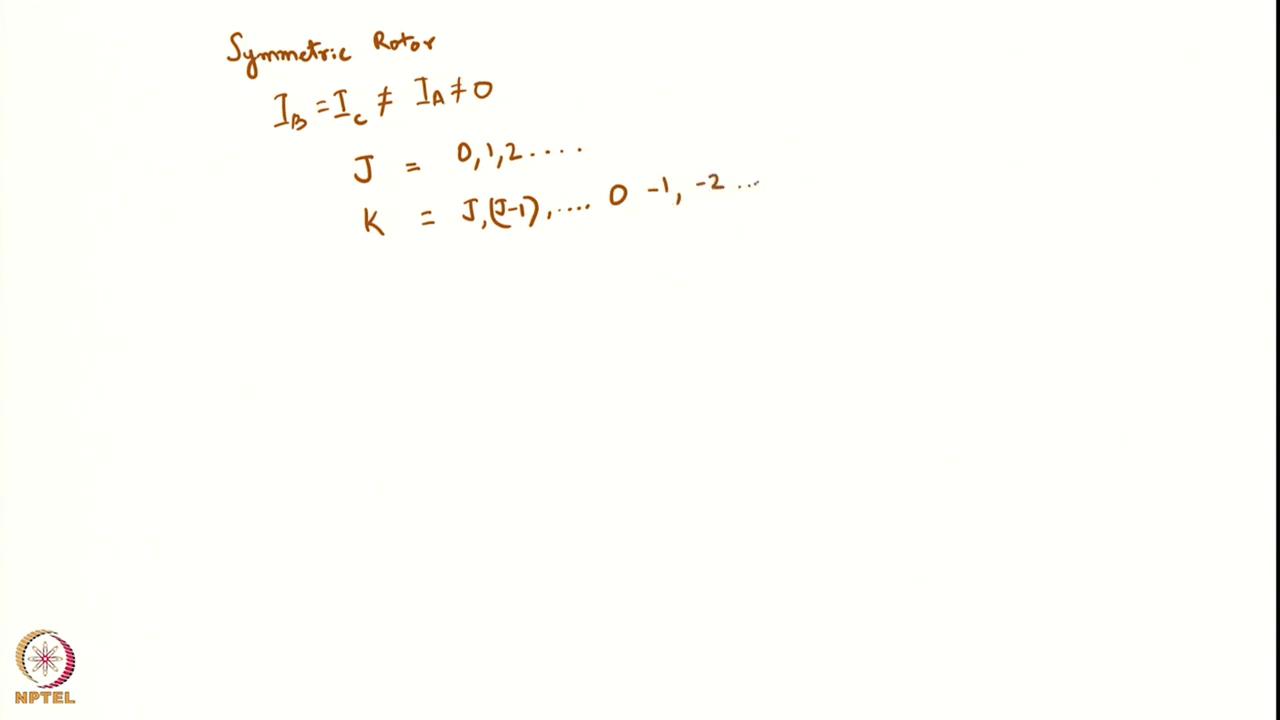 Symmetric Rotor
I_B = I_C ≠ I_A ≠ 0
J = 0, 1, 2 ....
K = J, (J-1), .... 0 -1, -2 ...
NPTEL